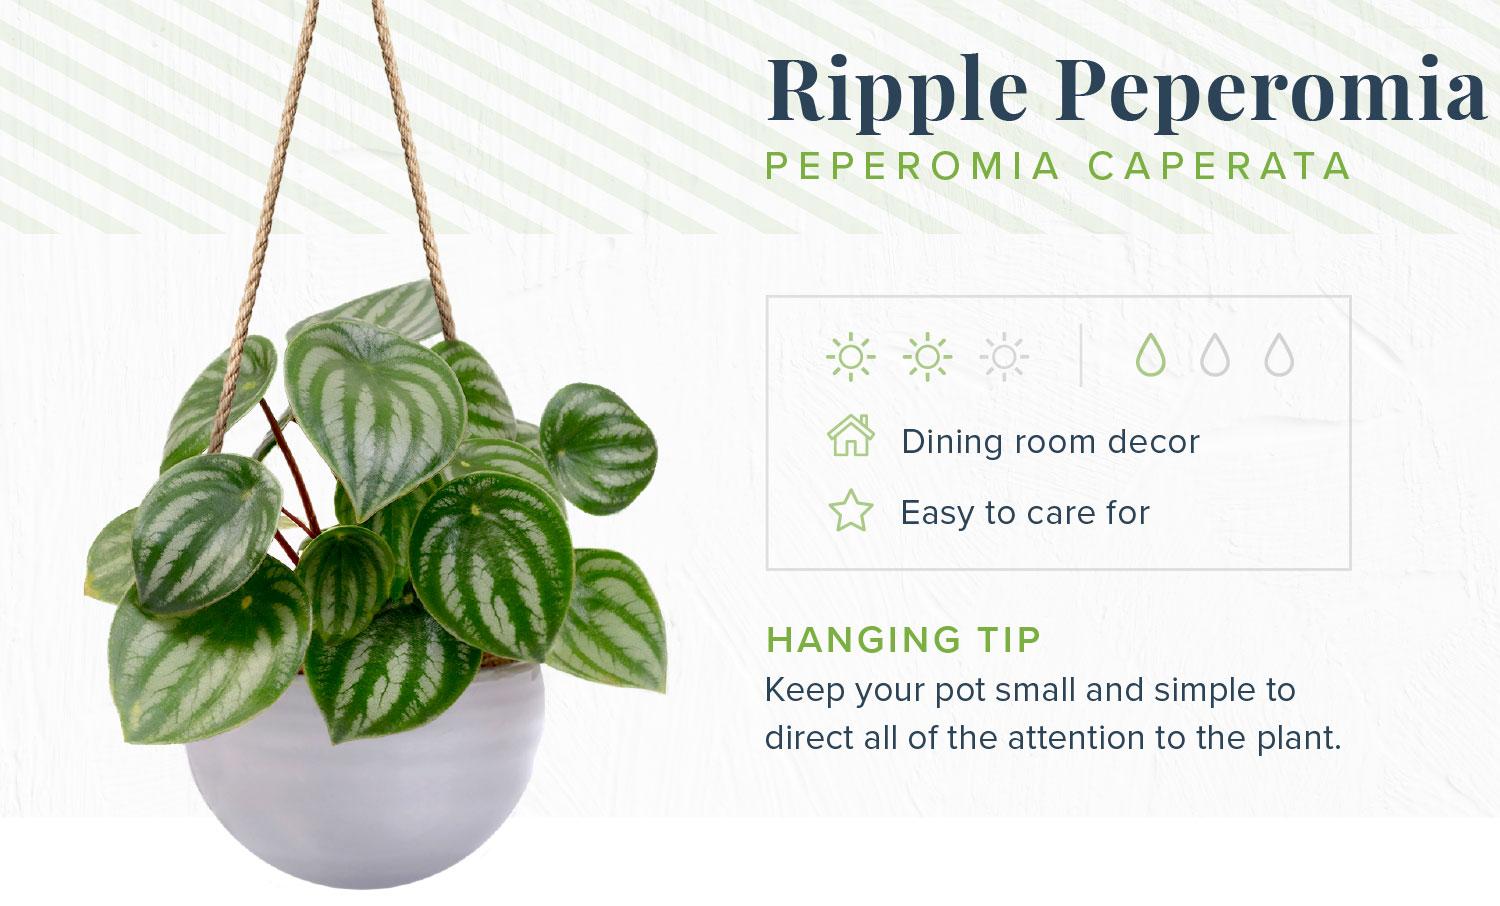 Ripple Peperomia
PEPEROMIA CAPERATA
Dining room decor
Easy to care for
HANGING TIP
Keep your pot small and simple to
direct all of the attention to the plant.